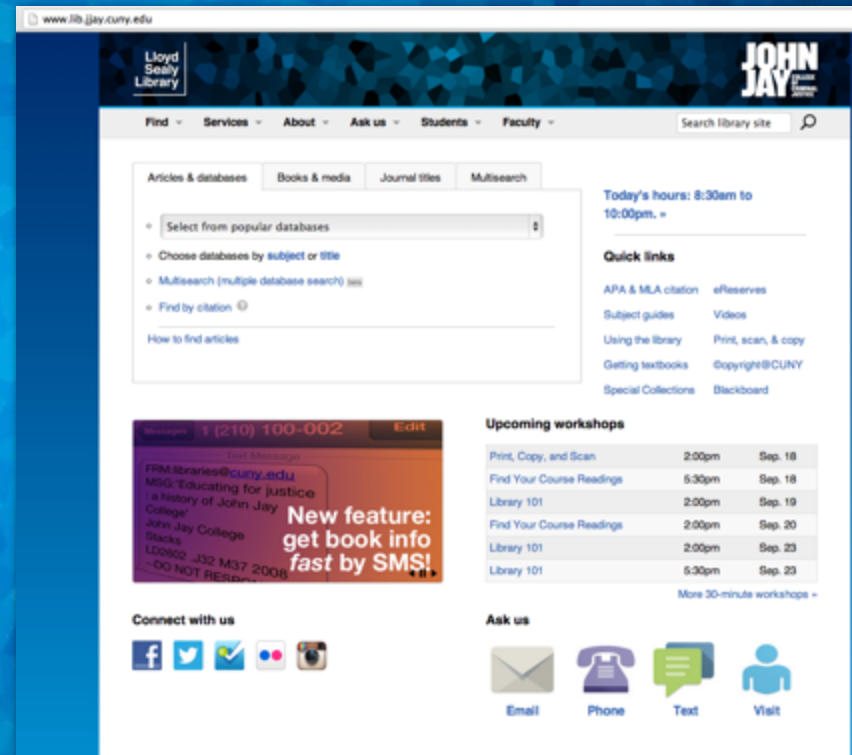 www.lib.jjay.cuny.edu
Lloyd
Sealy
Library
JOHN
JAY
COLLEGE
OF
CRIMINAL
JUSTICE
Find Services About Ask us Students Faculty
Search library site
Articles & databases Books & media Journal titles Multisearch
Select from popular databases
Choose databases by subject or title
Multisearch (multiple database search) beta
Find by citation
How to find articles
Today's hours: 8:30am to
10:00pm. »
Quick links
APA & MLA citation eReserves
Subject guides Videos
Using the library Print, scan, & copy
Getting textbooks ©opyright@CUNY
Special Collections Blackboard
Messages 1 (210) 100-002 Edit
Text Message
FRM:libraries@cuny.edu
MSG:'Educating for justice
: a history of John Jay
College'
John Jay College
Stacks
LD2602 .J32 M37 2008
--DO NOT
New feature:
get book info
fast by SMS!
Upcoming workshops
Print, Copy, and Scan 2:00pm Sep. 18
Find Your Course Readings 5:30pm Sep. 18
Library 101 2:00pm Sep. 19
Find Your Course Readings 2:00pm Sep. 20
Library 101 2:00pm Sep. 23
Library 101 5:30pm Sep. 23
More 30-minute workshops »
Connect with us
Ask us
Email Phone Text Visit